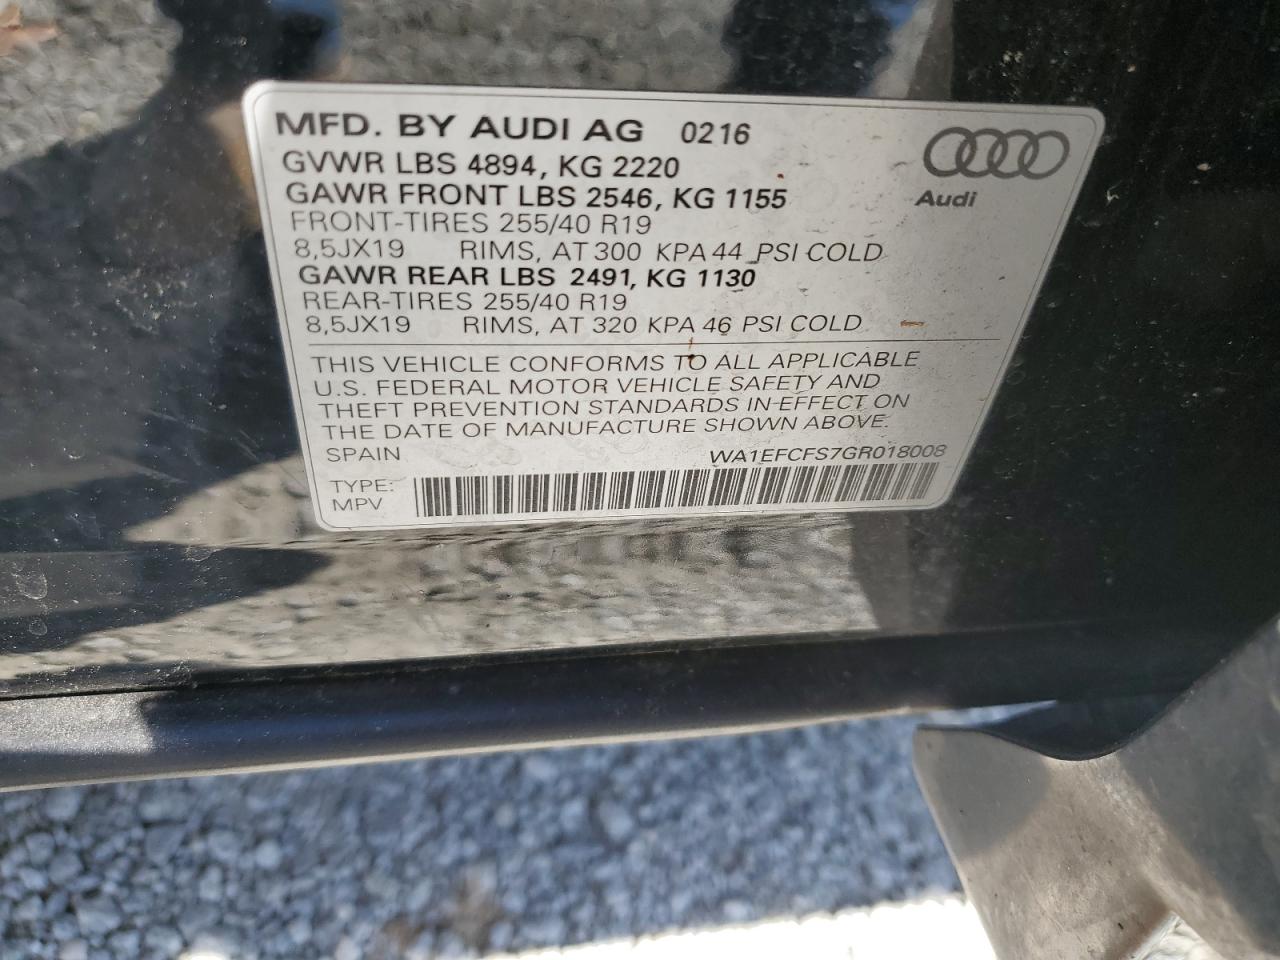 MFD. BY AUDI AG 0216
GVWR LBS 4894, KG 2220
GAWR FRONT LBS 2546, KG 1155
FRONT-TIRES 255/40 R19
8,5JX19 RIMS, AT 300 KPA 44 PSI COLD
GAWR REAR LBS 2491, KG 1130
REAR-TIRES 255/40 R19
8,5JX19 RIMS, AT 320 KPA 46 PSI COLD
Audi
THIS VEHICLE CONFORMS TO ALL APPLICABLE
U.S. FEDERAL MOTOR VEHICLE SAFETY AND
THEFT PREVENTION STANDARDS IN EFFECT ON
THE DATE OF MANUFACTURE SHOWN ABOVE.
SPAIN WA1EFCFS7GR018008
TYPE:
MPV